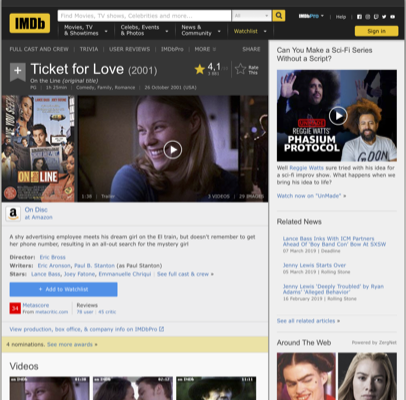 IMDb
Find Movies, TV shows, Celebrities and more...
All
IMDbPro
Help
Movies, TV & Showtimes
Celebs, Events & Photos
News & Community
Watchlist
Sign in
FULL CAST AND CREW | TRIVIA | USER REVIEWS | IMDbPro | MORE
SHARE
Ticket for Love (2001)
On the Line (original title)
PG | 1h 25min | Comedy, Family, Romance | 26 October 2001 (USA)
4,1
Rate This
ON THE LINE
1:38 | Trailer
3 VIDEOS | 29 IMAGES
On Disc
at Amazon
A shy advertising employee meets his dream girl on the El train, but doesn't remember to
get her phone number, resulting in an all-out search for the mystery girl
Director: Eric Bross
Writers: Eric Aronson, Paul B. Stanton (as Paul Stanton)
Stars: Lance Bass, Joey Fatone, Emmanuelle Chriqui | See full cast & crew »
+ Add to Watchlist
Metascore
From metacritic.com
Reviews
78 user | 45 critic
View production, box office, & company info on IMDbPro
4 nominations. See more awards »
Videos
Can You Make a Sci-Fi Series
Without a Script?
REGGIE WATTS'
PHASIUM
PROTOCOL
Well Reggie Watts sure tried with his idea for
a sci-fi improv show. What happens when we
bring his idea to life?
Watch now on "UnMade" »
Related News
Lance Bass Inks With ICM Partners
Ahead Of 'Boy Band Con' Bow At SXSW
07 March 2019 | Deadline
Jenny Lewis Starts Over
05 March 2019 | Rolling Stone
Jenny Lewis 'Deeply Troubled' by Ryan
Adams' 'Alleged Behavior'
16 February 2019 | Rolling Stone
See all related articles »
Around The Web
Powered by ZergNet